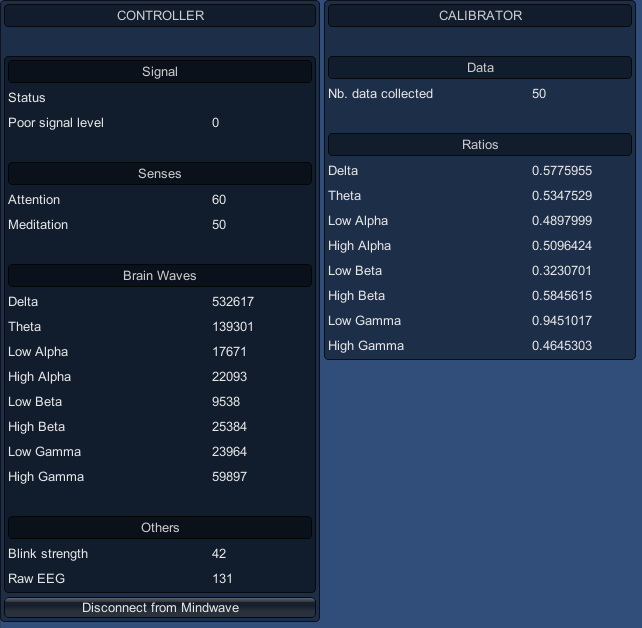 CONTROLLER
Signal
Status
Poor signal level 0
Senses
Attention 60
Meditation 50
Brain Waves
Delta 532617
Theta 139301
Low Alpha 17671
High Alpha 22093
Low Beta 9538
High Beta 25384
Low Gamma 23964
High Gamma 59897
Others
Blink strength 42
Raw EEG 131
Disconnect from Mindwave
CALIBRATOR
Data
Nb. data collected 50
Ratios
Delta 0.5775955
Theta 0.5347529
Low Alpha 0.4897999
High Alpha 0.5096424
Low Beta 0.3230701
High Beta 0.5845615
Low Gamma 0.9451017
High Gamma 0.4645303